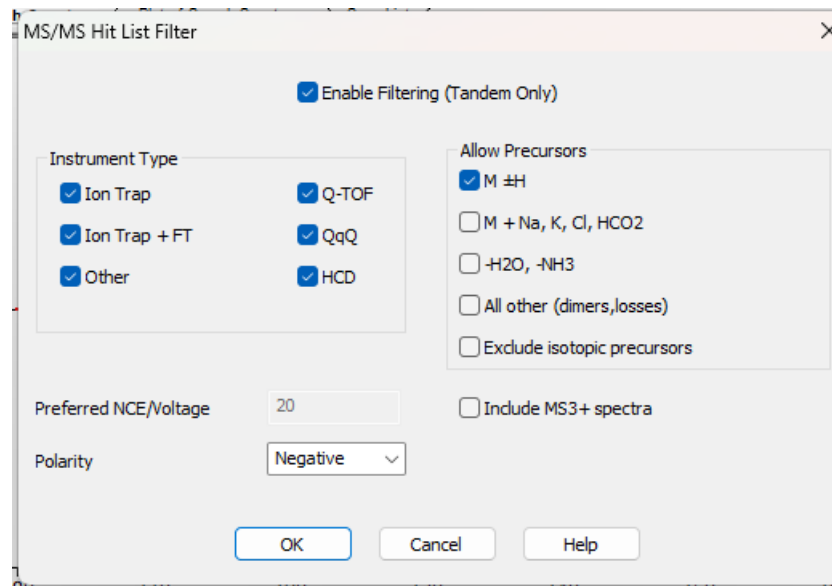 MS/MS Hit List Filter
Enable Filtering (Tandem Only)
Instrument Type
Ion Trap
Q-TOF
Ion Trap + FT
QqQ
Other
HCD
Allow Precursors
M ±H
M + Na, K, Cl, HCO2
-H2O, -NH3
All other (dimers,losses)
Exclude isotopic precursors
Preferred NCE/Voltage
20
Include MS3+ spectra
Polarity
Negative
OK
Cancel
Help